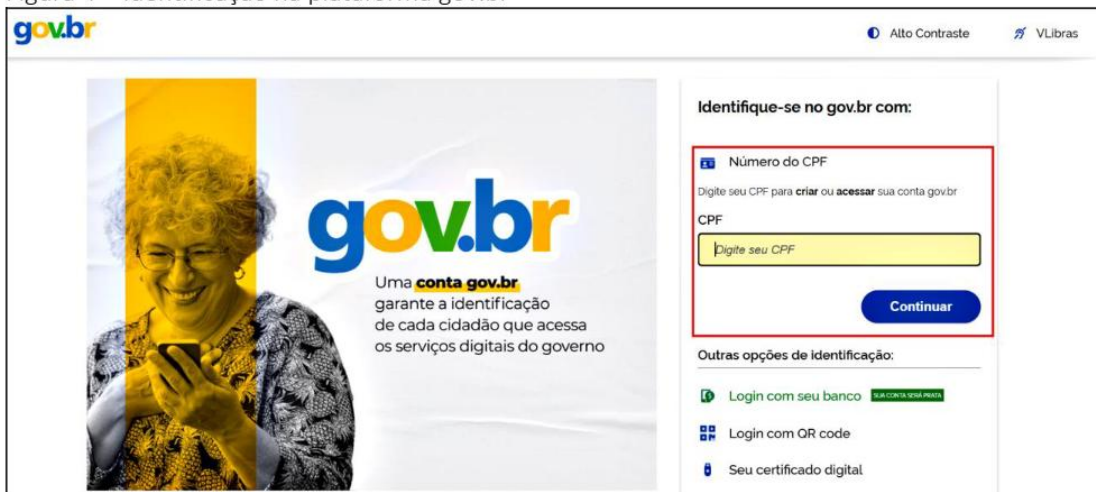 gov.br
Alto Contraste
VLibras
gov.br
Uma conta gov.br
garante a identificação
de cada cidadão que acessa
os serviços digitais do governo
Identifique-se no gov.br com:
Número do CPF
Digite seu CPF para criar ou acessar sua conta gov.br
CPF
Digite seu CPF
Continuar
Outras opções de identificação:
Login com seu banco SUA CONTA SERÁ PRATA
Login com QR code
Seu certificado digital